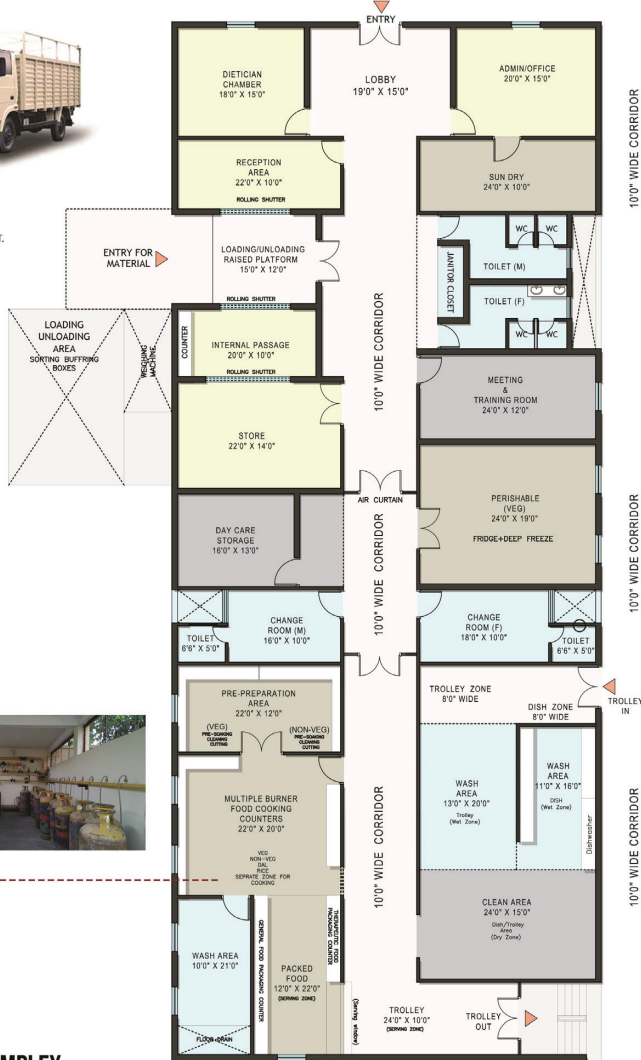 ENTRY
DIETICIAN
CHAMBER
18'0" X 15'0"
LOBBY
19'0" X 15'0"
ADMIN/OFFICE
20'0" X 15'0"
10'0" WIDE CORRIDOR
RECEPTION
AREA
22'0" X 10'0"
ROLLING SHUTTER
SUN DRY
24'0" X 10'0"
T.
ENTRY FOR
MATERIAL
LOADING/UNLOADING
RAISED PLATFORM
15'0" X 12'0"
ROLLING SHUTTER
WC
WC
TOILET (M)
JANITOR CLOSET
TOILET (F)
WC
WC
LOADING
UNLOADING
AREA
SORTING BUFFRING
BOXES
WEIGHING
MACHINE
COUNTER
INTERNAL PASSAGE
20'0" X 10'0"
ROLLING SHUTTER
10'0" WIDE CORRIDOR
MEETING
&
TRAINING ROOM
24'0" X 12'0"
STORE
22'0" X 14'0"
AIR CURTAIN
PERISHABLE
(VEG)
24'0" X 19'0"
FRIDGE+DEEP FREEZE
DAY CARE
STORAGE
16'0" X 13'0"
10'0" WIDE CORRIDOR
10'0" WIDE CORRIDOR
CHANGE
ROOM (M)
16'0" X 10'0"
TOILET
6'6" X 5'0"
CHANGE
ROOM (F)
18'0" X 10'0"
TOILET
6'6" X 5'0"
PRE-PREPARATION
AREA
22'0" X 12'0"
(VEG)
PRE-SOAKING
CLEANING
CUTTING
(NON-VEG)
PRE-SOAKING
CLEANING
CUTTING
TROLLEY ZONE
8'0" WIDE
DISH ZONE
8'0" WIDE
TROLLEY
IN
MULTIPLE BURNER
FOOD COOKING
COUNTERS
22'0" X 20'0"
VEG
NON-VEG
DAL
RICE
SEPRATE ZONE FOR
COOKING
10'0" WIDE CORRIDOR
WASH
AREA
13'0" X 20'0"
Trolley
(Wet Zone)
WASH
AREA
11'0" X 16'0"
DISH
(Wet Zone)
Dishwasher
10'0" WIDE CORRIDOR
CLEAN AREA
24'0" X 15'0"
Dish/Trolley
Area
(Dry Zone)
WASH AREA
10'0" X 21'0"
FLOOR DRAIN
GENERAL FOOD PACKAGING COUNTER
THERAPEUTIC FOOD
PACKAGING COUNTER
PACKED
FOOD
12'0" X 22'0"
(SERVING ZONE)
(Serving window)
TROLLEY
24'0" X 10'0"
(SERVING ZONE)
TROLLEY
OUT